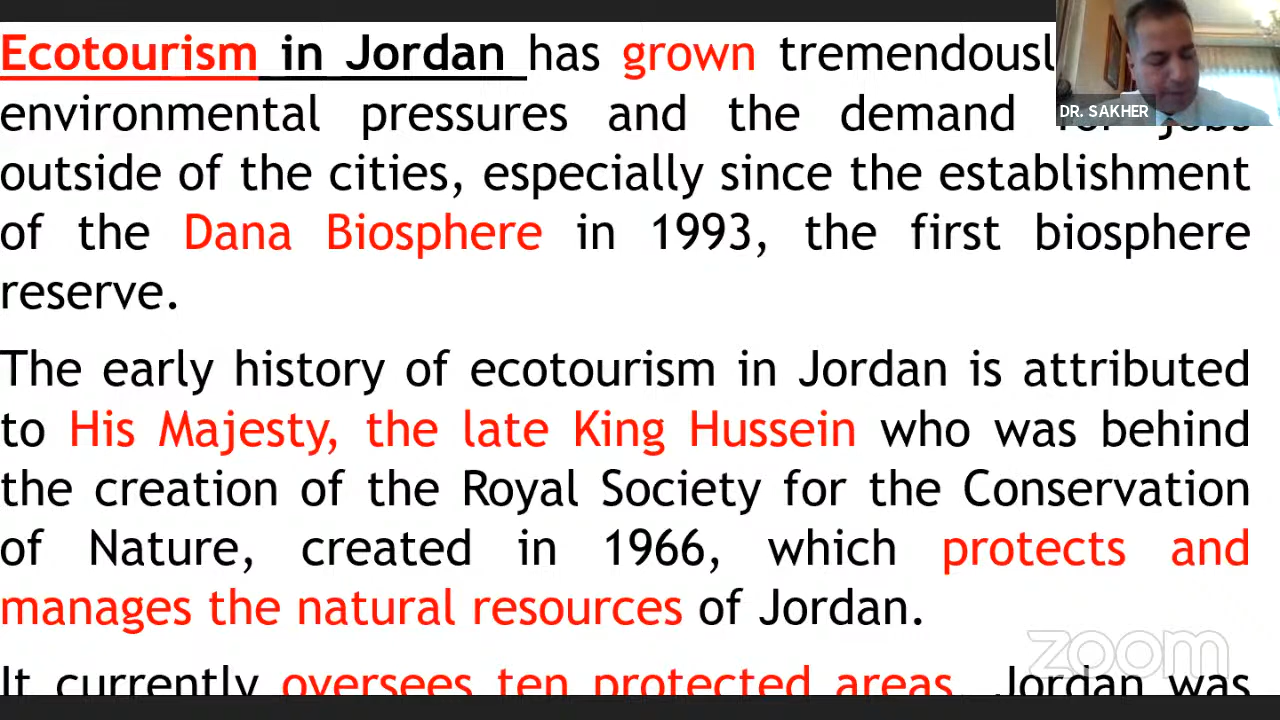 Ecotourism in Jordan has grown
environmental pressures and the demand for jobs
outside of the cities, especially since the establishment
of the Dana Biosphere in 1993, the first biosphere
reserve.
The early history of ecotourism in Jordan is attributed
to His Majesty, the late King Hussein who was behind
the creation of the Royal Society for the Conservation
of Nature, created in 1966, which protects and
manages the natural resources of Jordan.
It currently oversees ten protected areas. Jordan was
DR. SAKHER
zoom